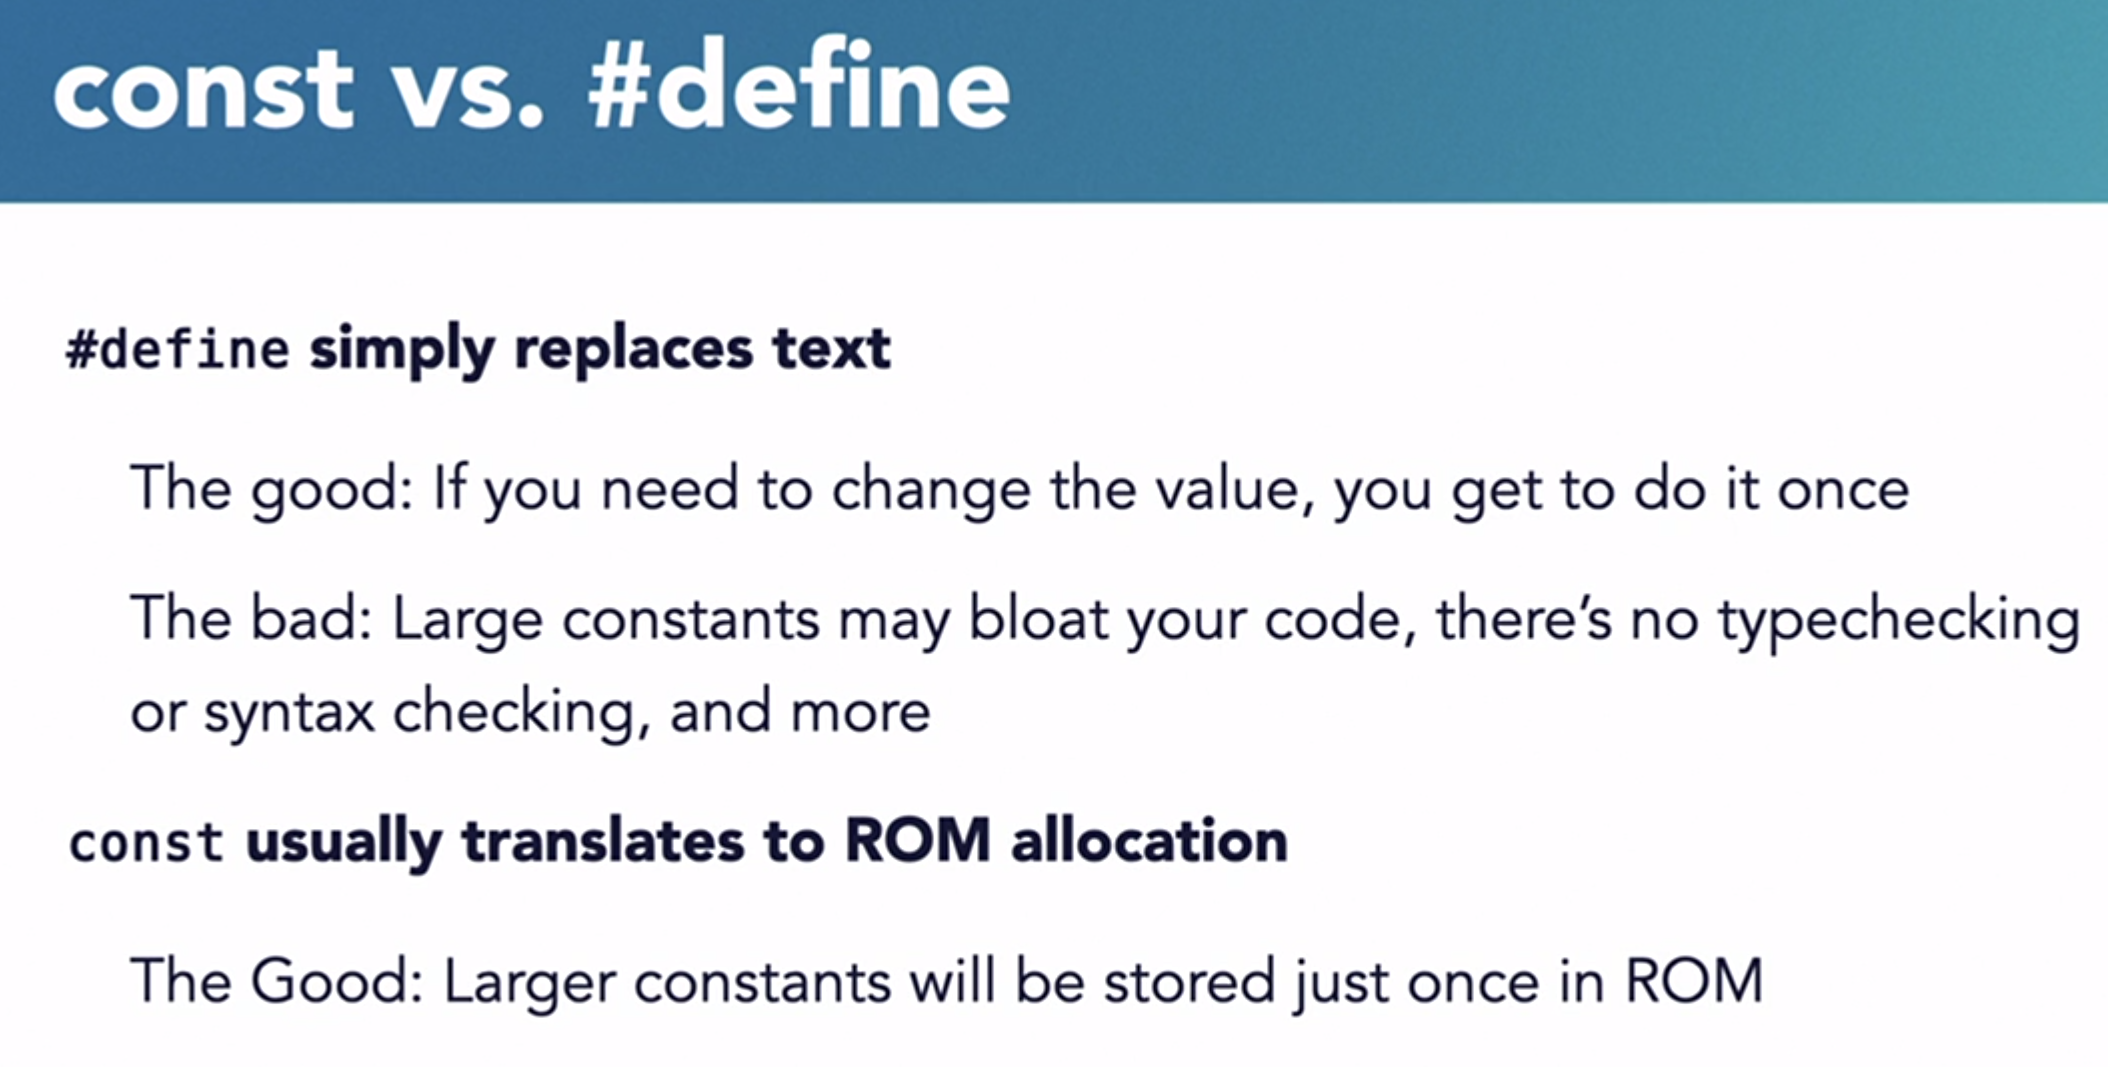 const vs. #define
#define simply replaces text
The good: If you need to change the value, you get to do it once
The bad: Large constants may bloat your code, there’s no typechecking
or syntax checking, and more
const usually translates to ROM allocation
The Good: Larger constants will be stored just once in ROM